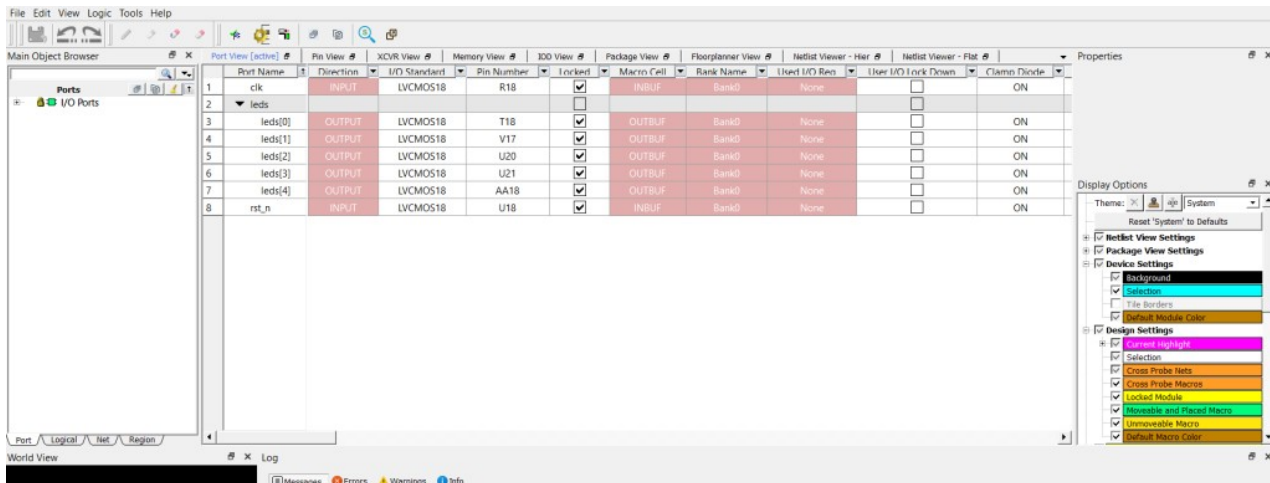 File Edit View Logic Tools Help
Main Object Browser
Port View [active] Pin View XCVR View Memory View IOD View Package View Floorplanner View Netlist Viewer - Hier Netlist Viewer - Flat
Properties
Port Name Direction I/O Standard Pin Number Locked Macro Cell Bank Name Used I/O Reg User I/O Lock Down Clamp Diode
Ports
I/O Ports
1 clk INPUT LVCMOS18 R18 INBUF Bank0 None ON
2 leds
3 leds[0] OUTPUT LVCMOS18 T18 OUTBUF Bank0 None ON
4 leds[1] OUTPUT LVCMOS18 V17 OUTBUF Bank0 None ON
5 leds[2] OUTPUT LVCMOS18 U20 OUTBUF Bank0 None ON
6 leds[3] OUTPUT LVCMOS18 U21 OUTBUF Bank0 None ON
7 leds[4] OUTPUT LVCMOS18 AA18 OUTBUF Bank0 None ON
8 rst_n INPUT LVCMOS18 U18 INBUF Bank0 None ON
Display Options
Theme: System
Reset 'System' to Defaults
Netlist View Settings
Package View Settings
Device Settings
Background
Selection
Tile Borders
Default Module Color
Design Settings
Current Highlight
Selection
Cross Probe Nets
Cross Probe Macros
Locked Module
Moveable and Placed Macro
Unmoveable Macro
Default Macro Color
Port Logical Net Region
World View
Log
Messages Errors Warnings Info